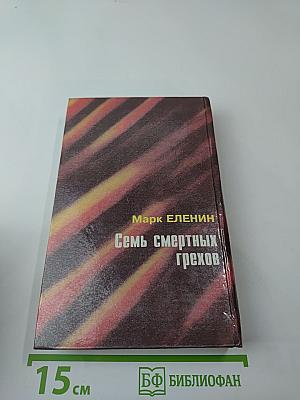 Марк ЕЛЕНИН
Семь смертных
грехов
15 см
БФ БИБЛИОФАН